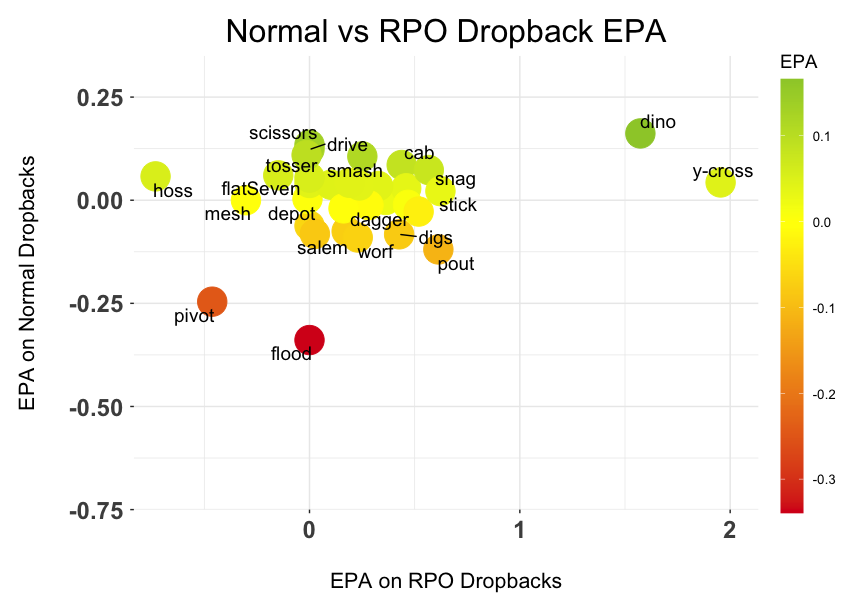 Normal vs RPO Dropback EPA
EPA
0.25
0.00
-0.25
-0.50
-0.75
EPA on Normal Dropbacks
scissors
drive
cab
dino
tosser
smash
snag
y-cross
hoss
flatSeven
mesh
depot
dagger
stick
salem
worf
digs
pout
pivot
flood
0.1
0.0
-0.1
-0.2
-0.3
0
1
2
EPA on RPO Dropbacks